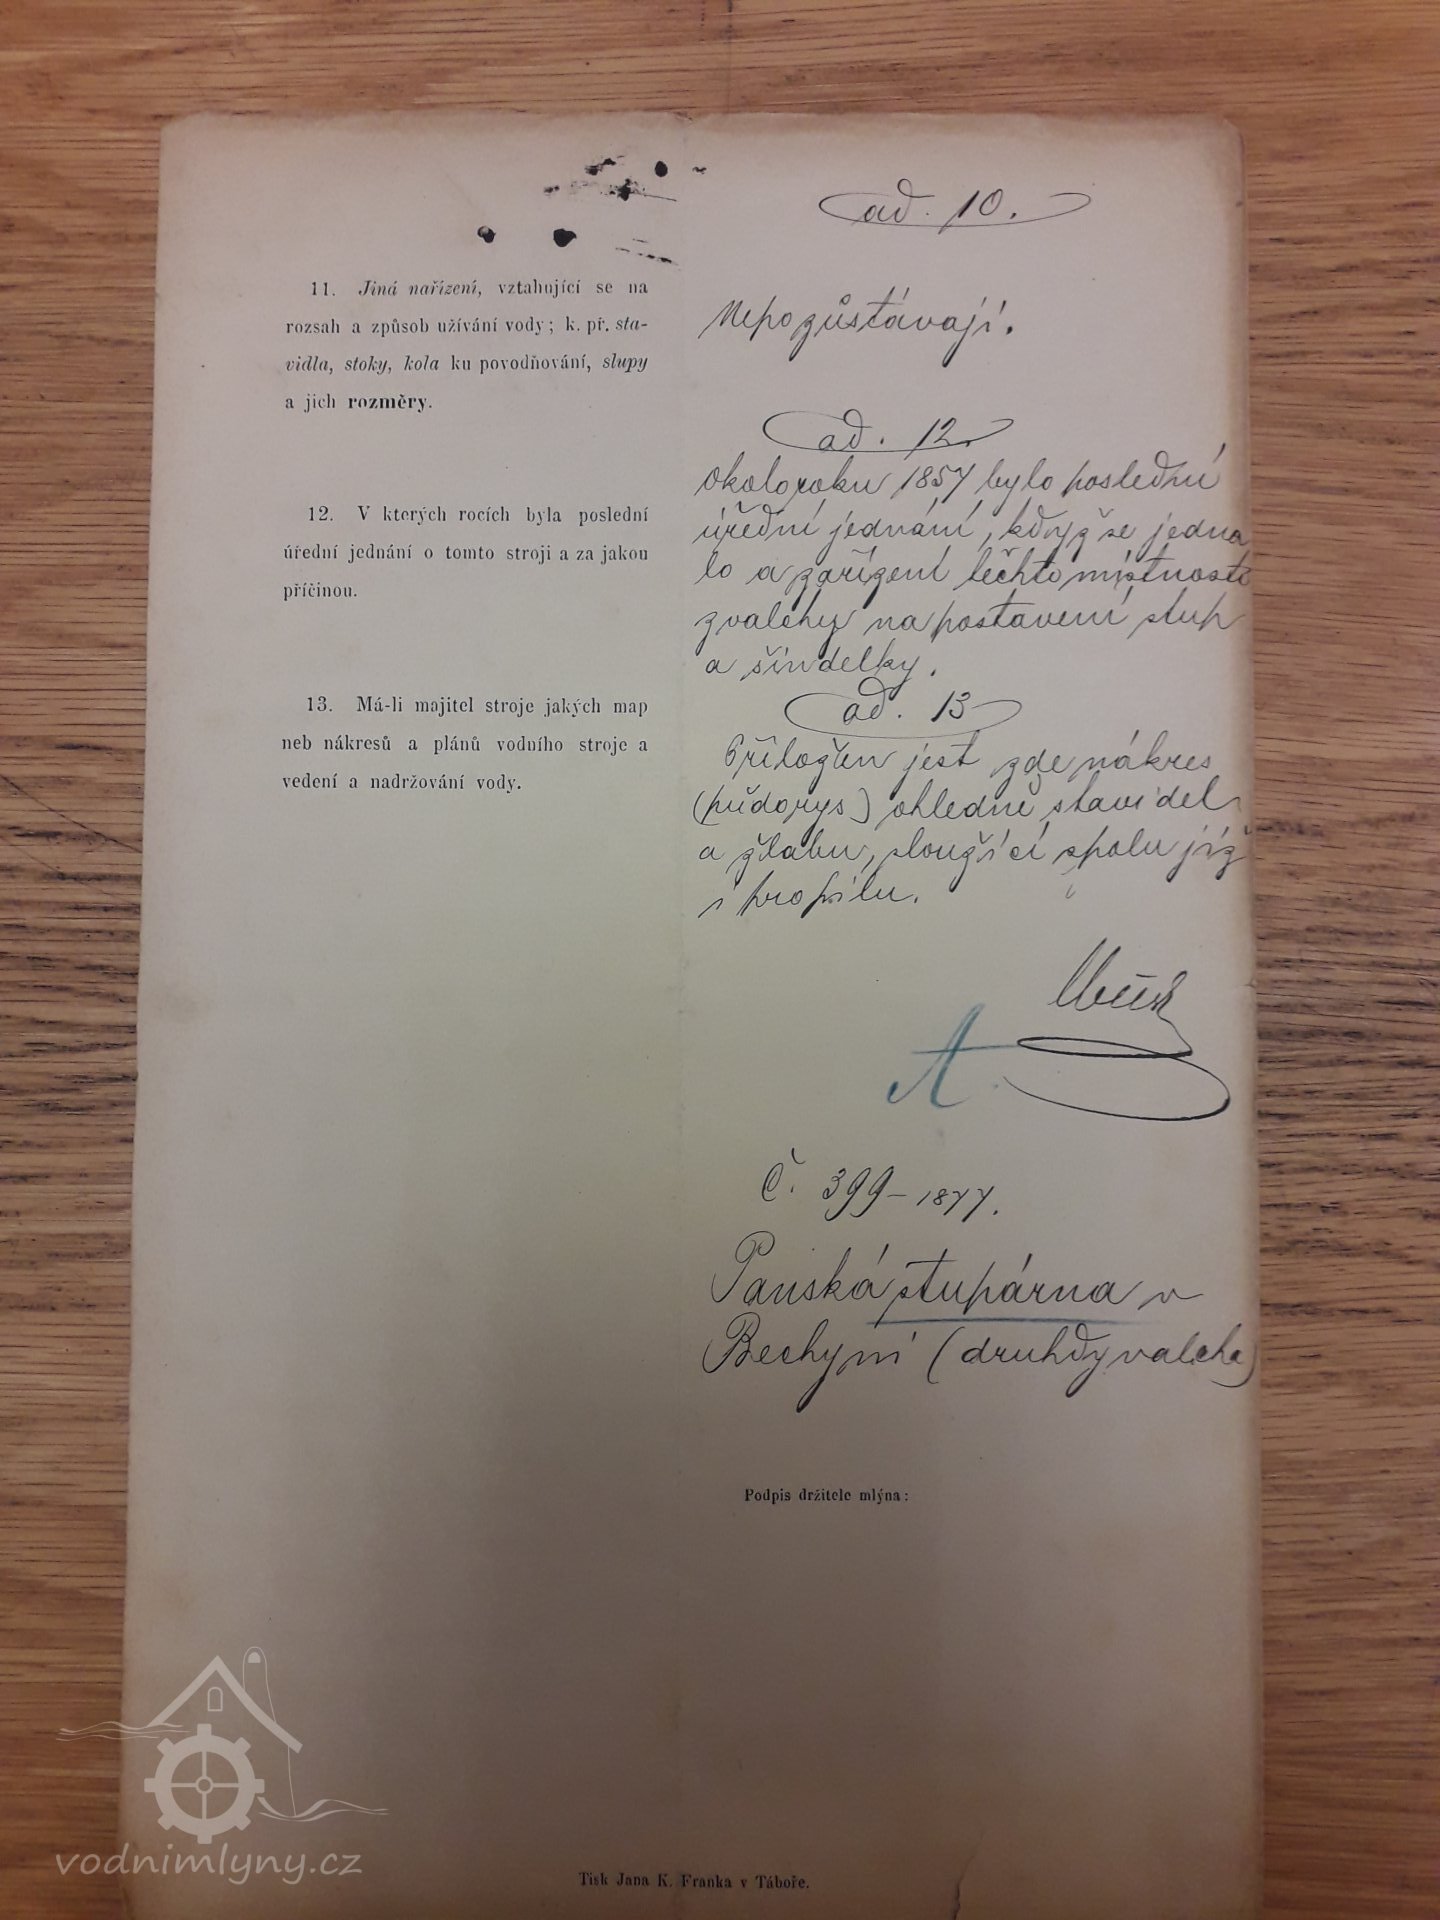 ad. 10.
11. Jiná nařízení, vztahující se na
rozsah a způsob užívání vody; k. př. sta-
vidla, stoky, kola ku povodňování, slupy
a jich rozměry.
Nepozůstávají.
ad. 12.
12. V kterých rocích byla poslední
úřední jednání o tomto stroji a za jakou
příčinou.
Okolo roku 1857 bylo poslední
úřední jednání, když se jedna
lo a zařízení těchto místností
z valchy na postavení stup
a šindelky.
ad. 13
13. Má-li majitel stroje jakých map
neb nákresů a plánů vodního stroje a
vedení a nadržování vody.
Přiložen jest zde nákres
(půdorys) ohledně stavidel
a žlabu, sloužící spolu již
i profilu.
A.
Č. 399-1877.
Panská stupárna v
Bechyni (druhdy valcha)
Podpis držitele mlýna:
vodnimlyny.cz
Tisk Jana K. Franka v Táboře.